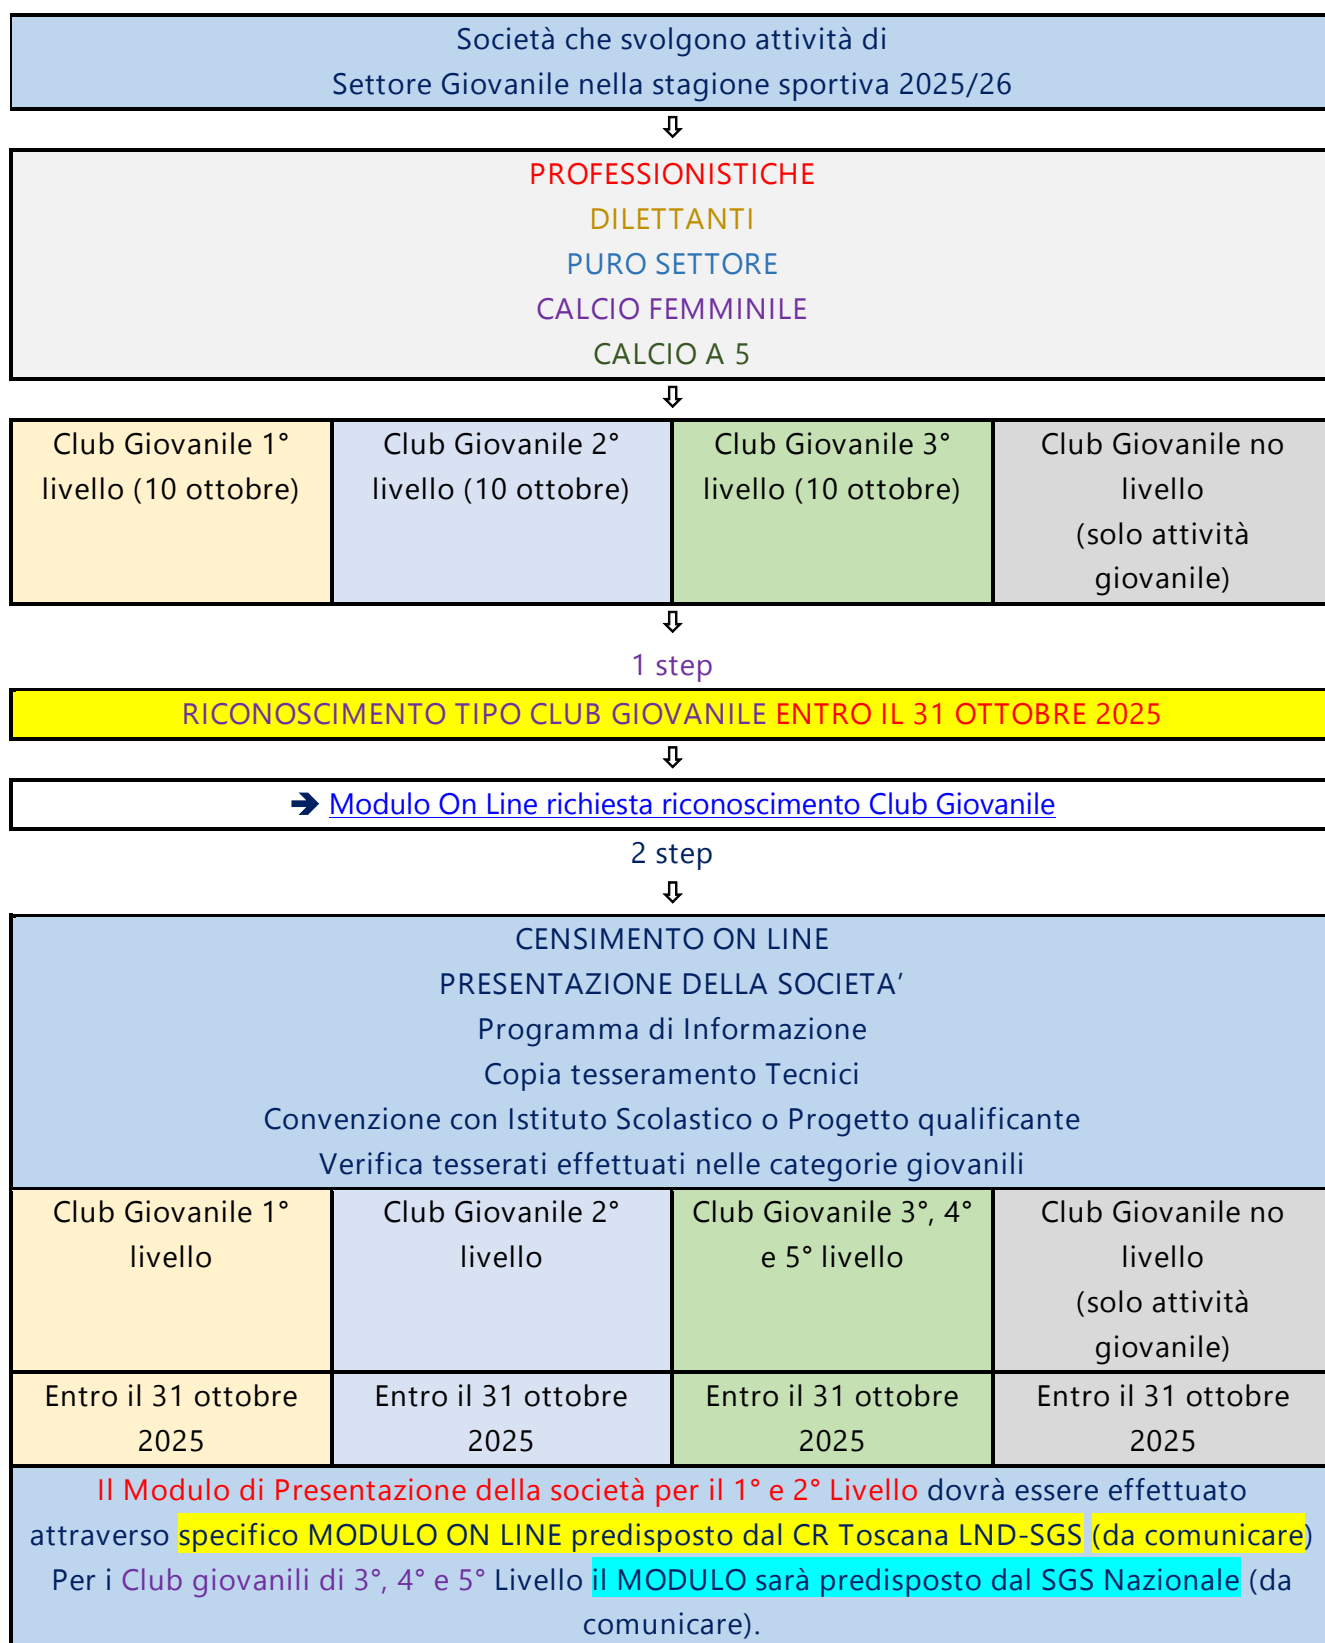 Società che svolgono attività di
Settore Giovanile nella stagione sportiva 2025/26
⇩
PROFESSIONISTICHE
DILETTANTI
PURO SETTORE
CALCIO FEMMINILE
CALCIO A 5
⇩
Club Giovanile 1°
livello (10 ottobre)
Club Giovanile 2°
livello (10 ottobre)
Club Giovanile 3°
livello (10 ottobre)
Club Giovanile no
livello
(solo attività
giovanile)
⇩
1 step
RICONOSCIMENTO TIPO CLUB GIOVANILE ENTRO IL 31 OTTOBRE 2025
⇩
➔ Modulo On Line richiesta riconoscimento Club Giovanile
2 step
⇩
CENSIMENTO ON LINE
PRESENTAZIONE DELLA SOCIETA’
Programma di Informazione
Copia tesseramento Tecnici
Convenzione con Istituto Scolastico o Progetto qualificante
Verifica tesserati effettuati nelle categorie giovanili
Club Giovanile 1°
livello
Club Giovanile 2°
livello
Club Giovanile 3°, 4°
e 5° livello
Club Giovanile no
livello
(solo attività
giovanile)
Entro il 31 ottobre
2025
Entro il 31 ottobre
2025
Entro il 31 ottobre
2025
Entro il 31 ottobre
2025
Il Modulo di Presentazione della società per il 1° e 2° Livello dovrà essere effettuato
attraverso specifico MODULO ON LINE predisposto dal CR Toscana LND-SGS (da comunicare)
Per i Club giovanili di 3°, 4° e 5° Livello il MODULO sarà predisposto dal SGS Nazionale (da
comunicare).